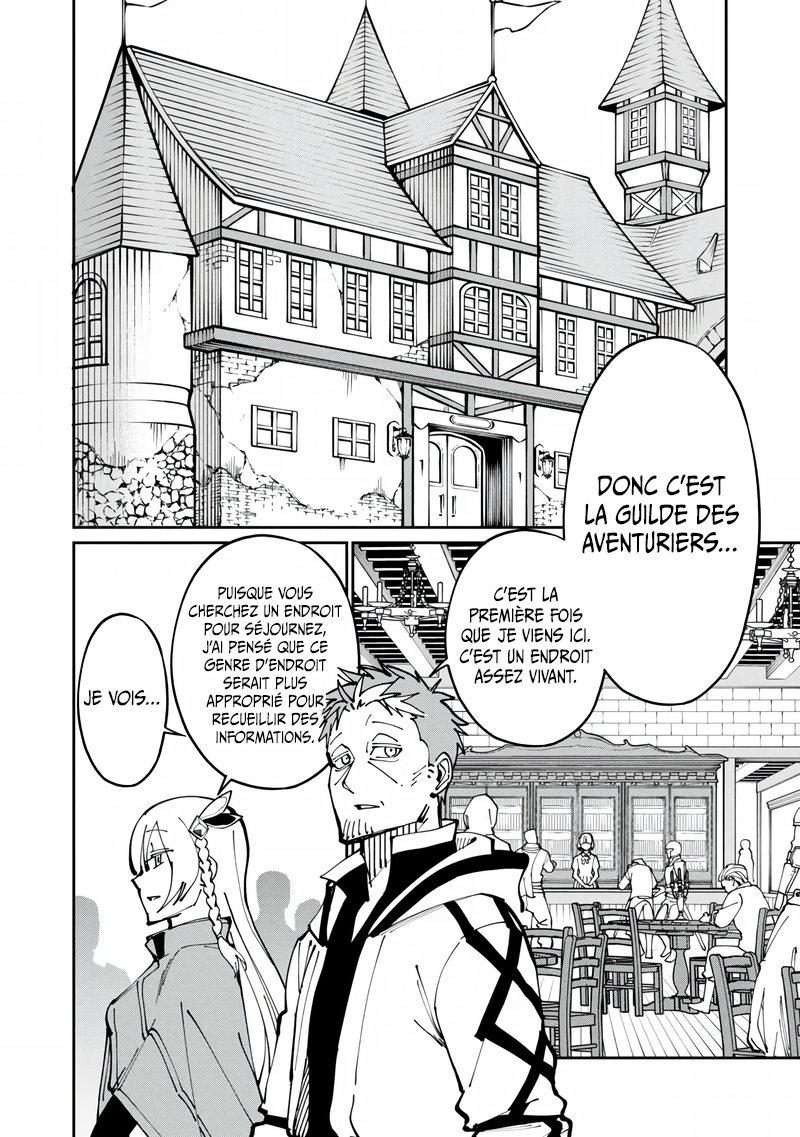 DONC C'EST
LA GUILDE DES
AVENTURIERS...
C'EST LA
PREMIÈRE FOIS
QUE JE VIENS ICI.
C'EST UN ENDROIT
ASSEZ VIVANT.
PUISQUE VOUS
CHERCHEZ UN ENDROIT
POUR SÉJOURNEZ,
J'AI PENSÉ QUE CE
GENRE D'ENDROIT
SERAIT PLUS
APPROPRIÉ POUR
RECUEILLIR DES
INFORMATIONS.
JE VOIS...